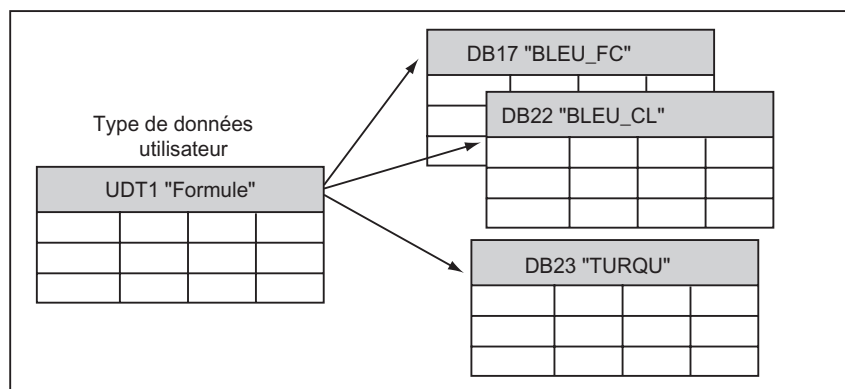 DB17 "BLEU_FC"
DB22 "BLEU_CL"
Type de données
utilisateur
UDT1 "Formule"
DB23 "TURQU"